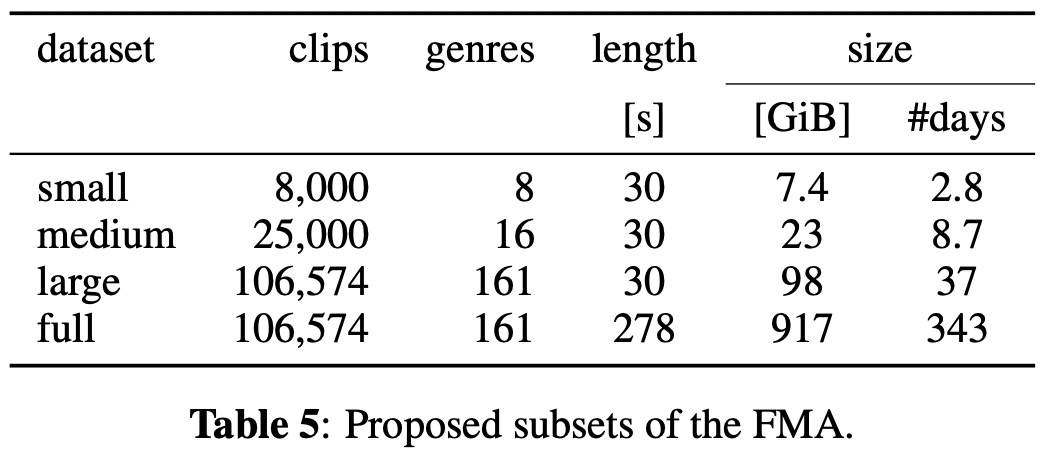 dataset clips genres length size
[s] [GiB] #days
small 8,000 8 30 7.4 2.8
medium 25,000 16 30 23 8.7
large 106,574 161 30 98 37
full 106,574 161 278 917 343
Table 5: Proposed subsets of the FMA.